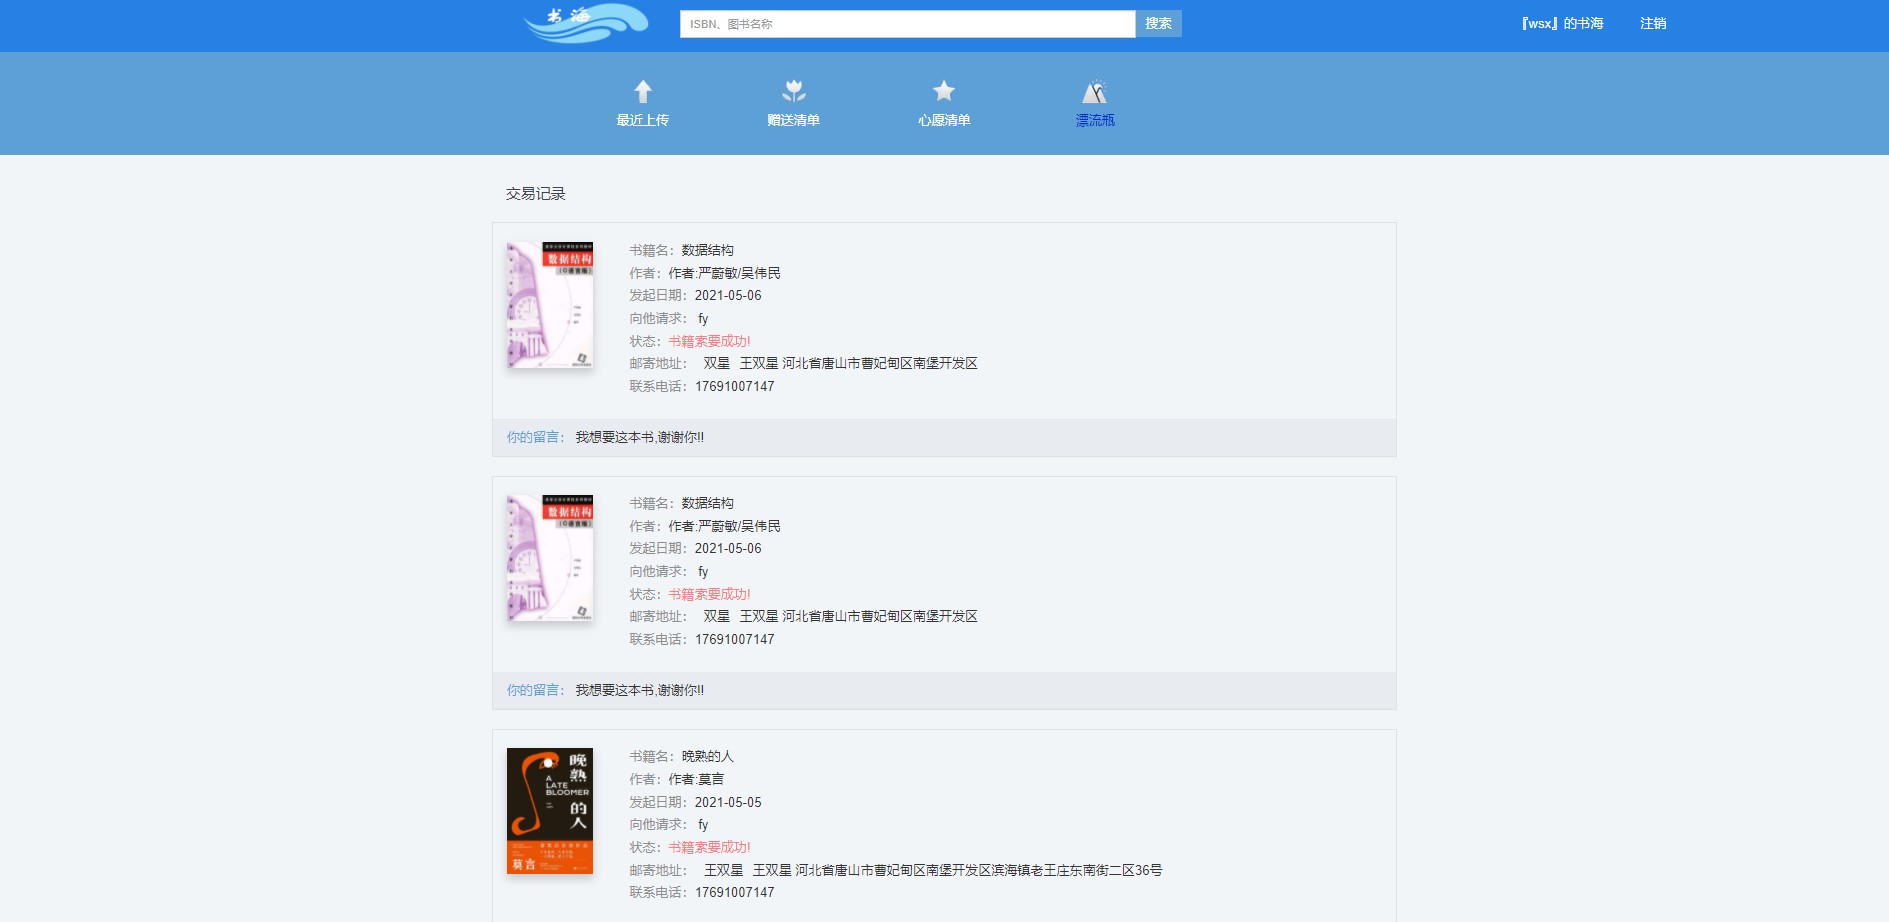 书海
ISBN、图书名称
搜索
『wsx』的书海
注销
最近上传
赠送清单
心愿清单
漂流瓶
交易记录
数据结构
(C语言版)
书籍名：数据结构
作者：作者:严蔚敏/吴伟民
发起日期：2021-05-06
向他请求： fy
状态：书籍索要成功!
邮寄地址： 双星 王双星 河北省唐山市曹妃甸区南堡开发区
联系电话：17691007147
你的留言： 我想要这本书,谢谢你!!
数据结构
(C语言版)
书籍名：数据结构
作者：作者:严蔚敏/吴伟民
发起日期：2021-05-06
向他请求： fy
状态：书籍索要成功!
邮寄地址： 双星 王双星 河北省唐山市曹妃甸区南堡开发区
联系电话：17691007147
你的留言： 我想要这本书,谢谢你!!
晚熟的人
A
LATE
BLOOMER
莫言
书籍名：晚熟的人
作者：作者:莫言
发起日期：2021-05-05
向他请求： fy
状态：书籍索要成功!
邮寄地址： 王双星 王双星 河北省唐山市曹妃甸区南堡开发区滨海镇老王庄东南街二区36号
联系电话：17691007147